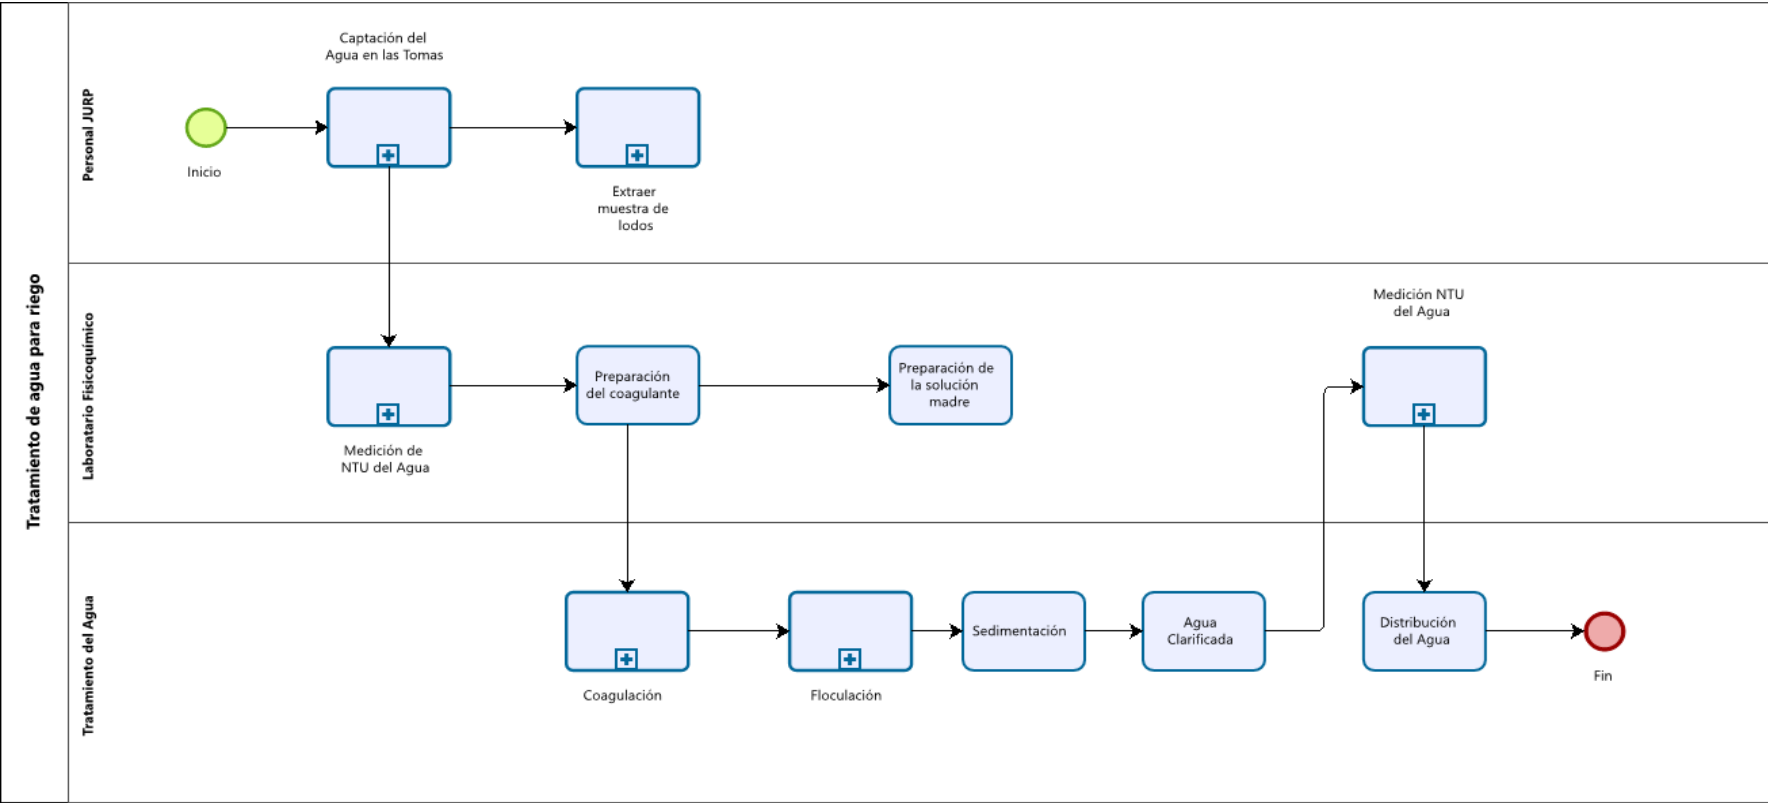 Tratamiento de agua para riego
Personal JURP
Captación del
Agua en las Tomas
Inicio
Extraer
muestra de
lodos
Laboratario Fisicoquímico
Medición de
NTU del Agua
Preparación
del coagulante
Preparación de
la solución
madre
Medición NTU
del Agua
Tratamiento del Agua
Coagulación
Floculación
Sedimentación
Agua
Clarificada
Distribución
del Agua
Fin